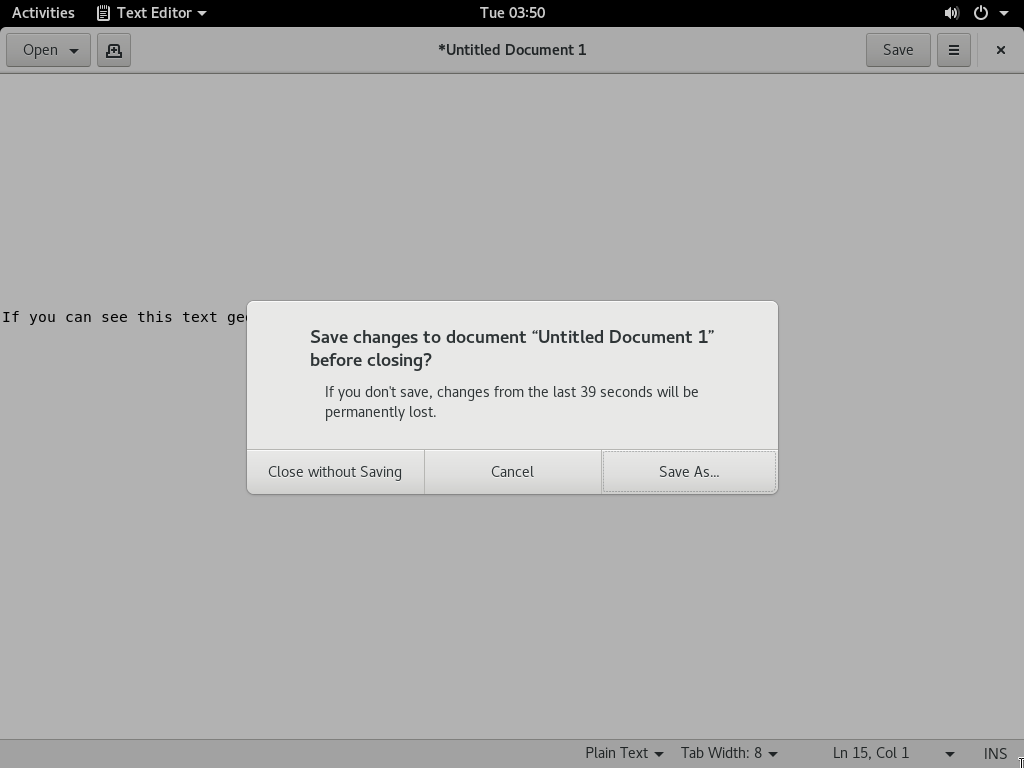 Activities Text Editor Tue 03:50
Open *Untitled Document 1 Save
If you can see this text
Save changes to document “Untitled Document 1”
before closing?
If you don't save, changes from the last 39 seconds will be
permanently lost.
Close without Saving Cancel Save As...
Plain Text Tab Width: 8 Ln 15, Col 1 INS